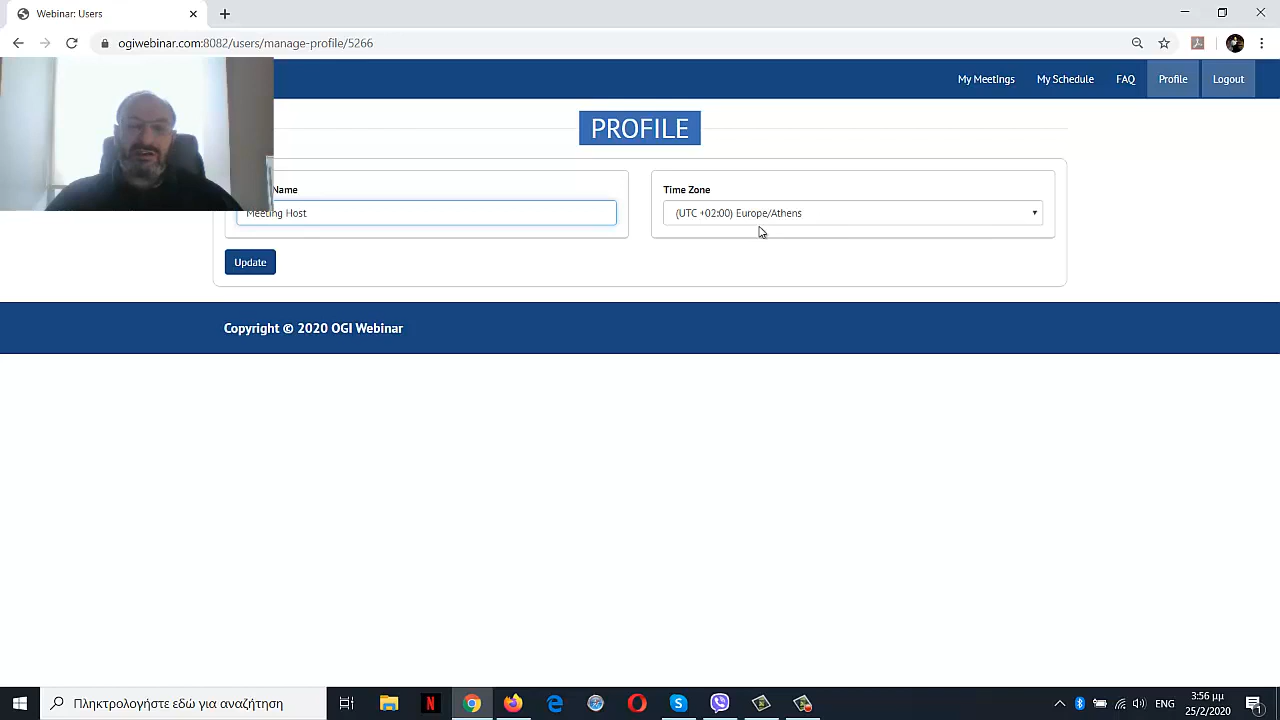 Webinar: Users
ogiwebinar.com:8082/users/manage-profile/5266
My Meetings
My Schedule
FAQ
Profile
Logout
PROFILE
Name
Meeting Host
Time Zone
(UTC +02:00) Europe/Athens
Update
Copyright © 2020 OGI Webinar
Πληκτρολογήστε εδώ για αναζήτηση
N
ΕΝG
3:56 μμ
25/2/2020
1